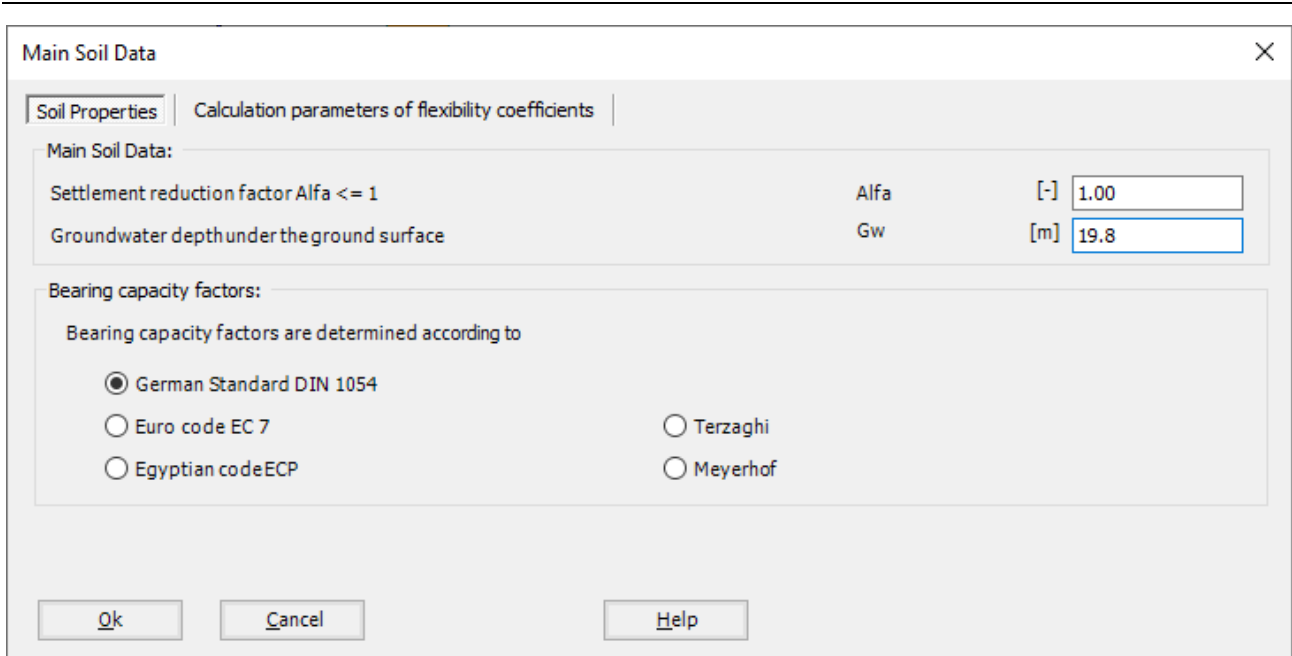 Main Soil Data
Soil Properties Calculation parameters of flexibility coefficients
Main Soil Data:
Settlement reduction factor Alfa <= 1 Alfa [-] 1.00
Groundwater depth under the ground surface Gw [m] 19.8
Bearing capacity factors:
Bearing capacity factors are determined according to
German Standard DIN 1054
Euro code EC 7 Terzaghi
Egyptian code ECP Meyerhof
Ok Cancel Help